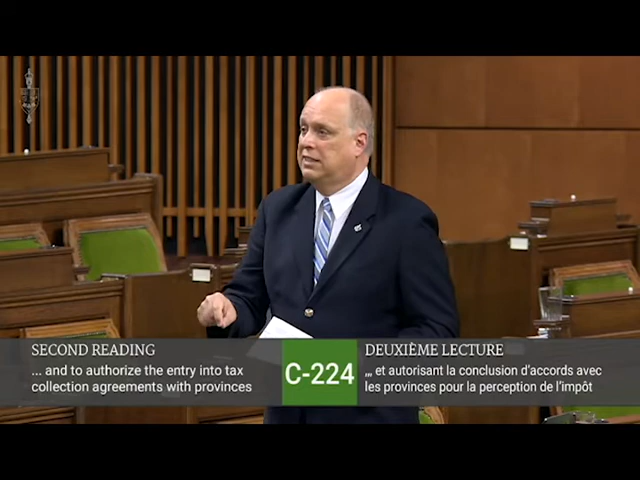 SECOND READING
... and to authorize the entry into tax
collection agreements with provinces
C-224
DEUXIÈME LECTURE
,,, et autorisant la conclusion d'accords avec
les provinces pour la perception de l'impôt